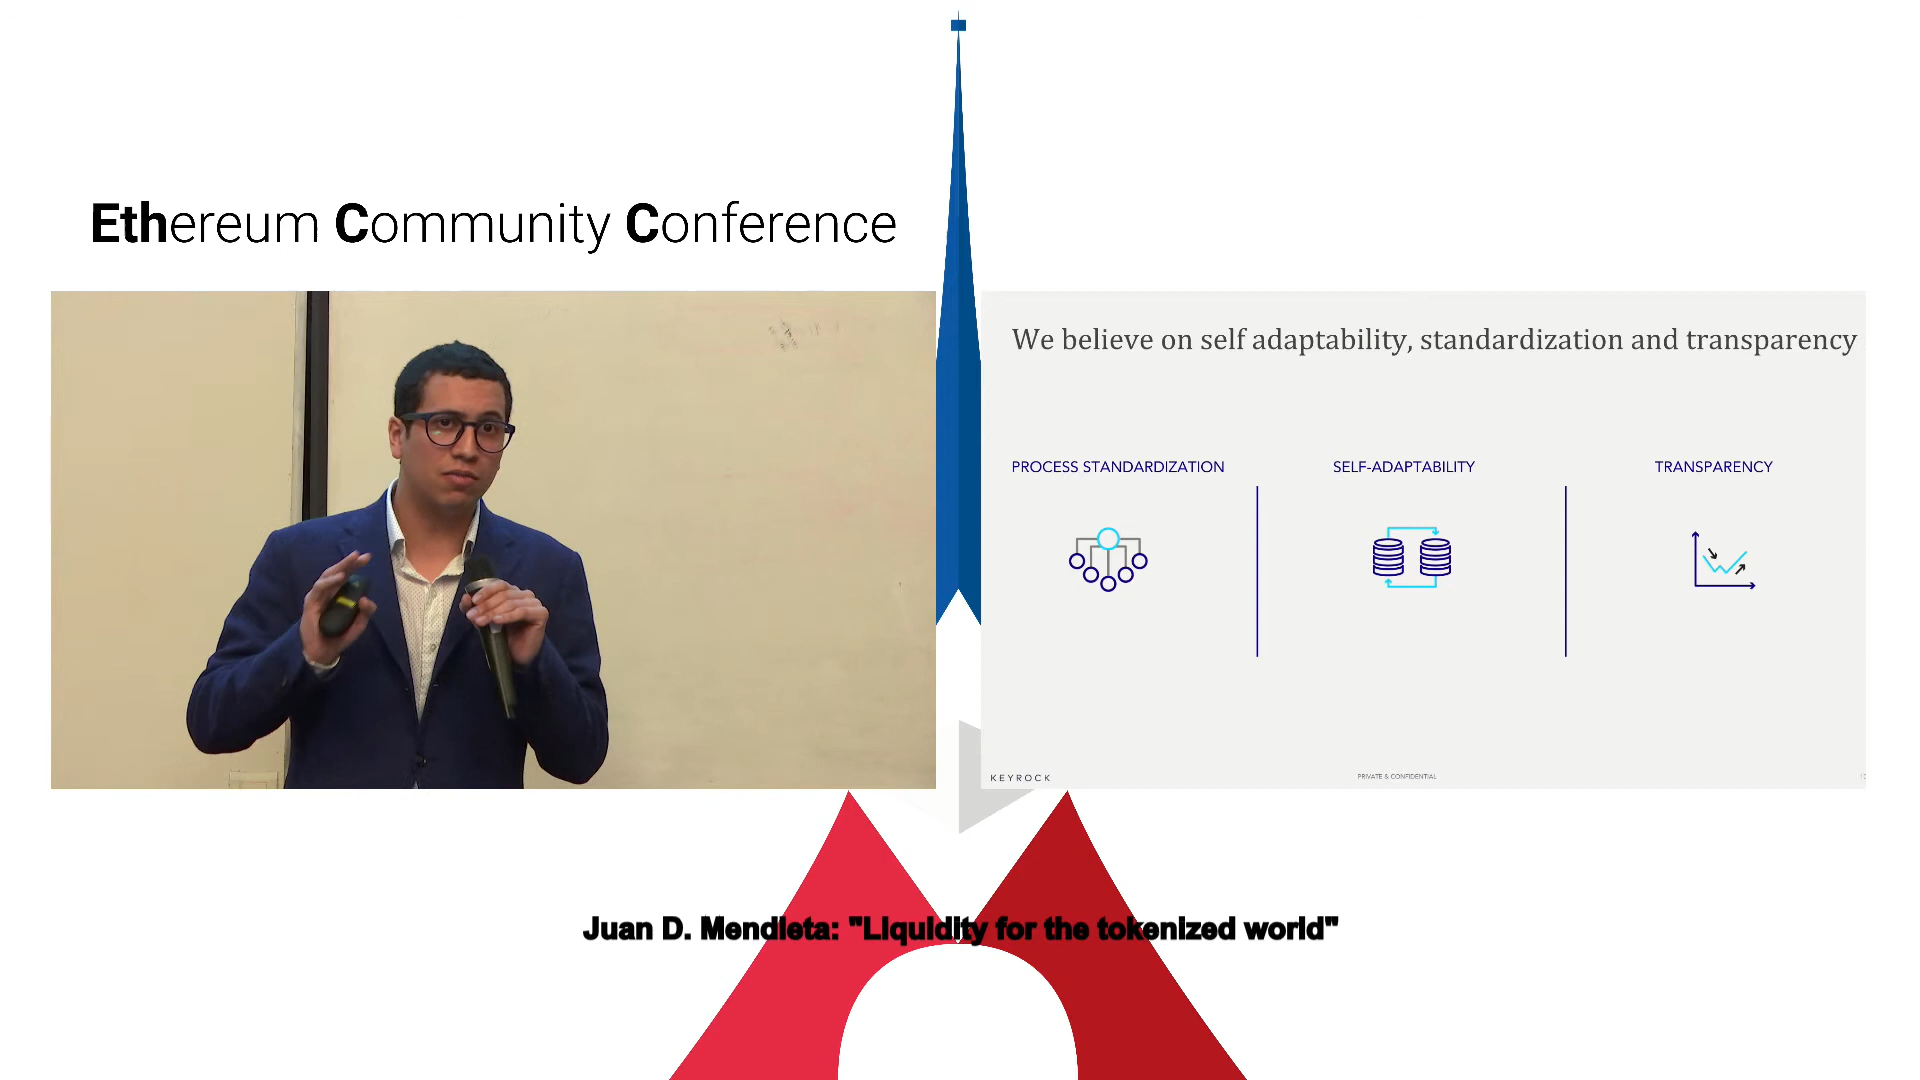 Ethereum Community Conference
We believe on self adaptability, standardization and transparency
PROCESS STANDARDIZATION
SELF-ADAPTABILITY
TRANSPARENCY
KEYROCK
PRIVATE & CONFIDENTIAL
Juan D. Mendieta: "Liquidity for the tokenized world"